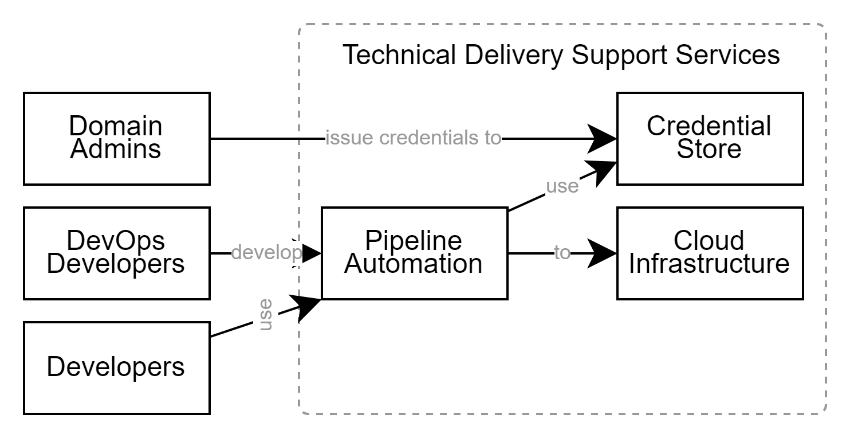 Technical Delivery Support Services
Domain
Admins
issue credentials to
Credential
Store
use
DevOps
Developers
develop
Pipeline
Automation
to
Cloud
Infrastructure
use
Developers